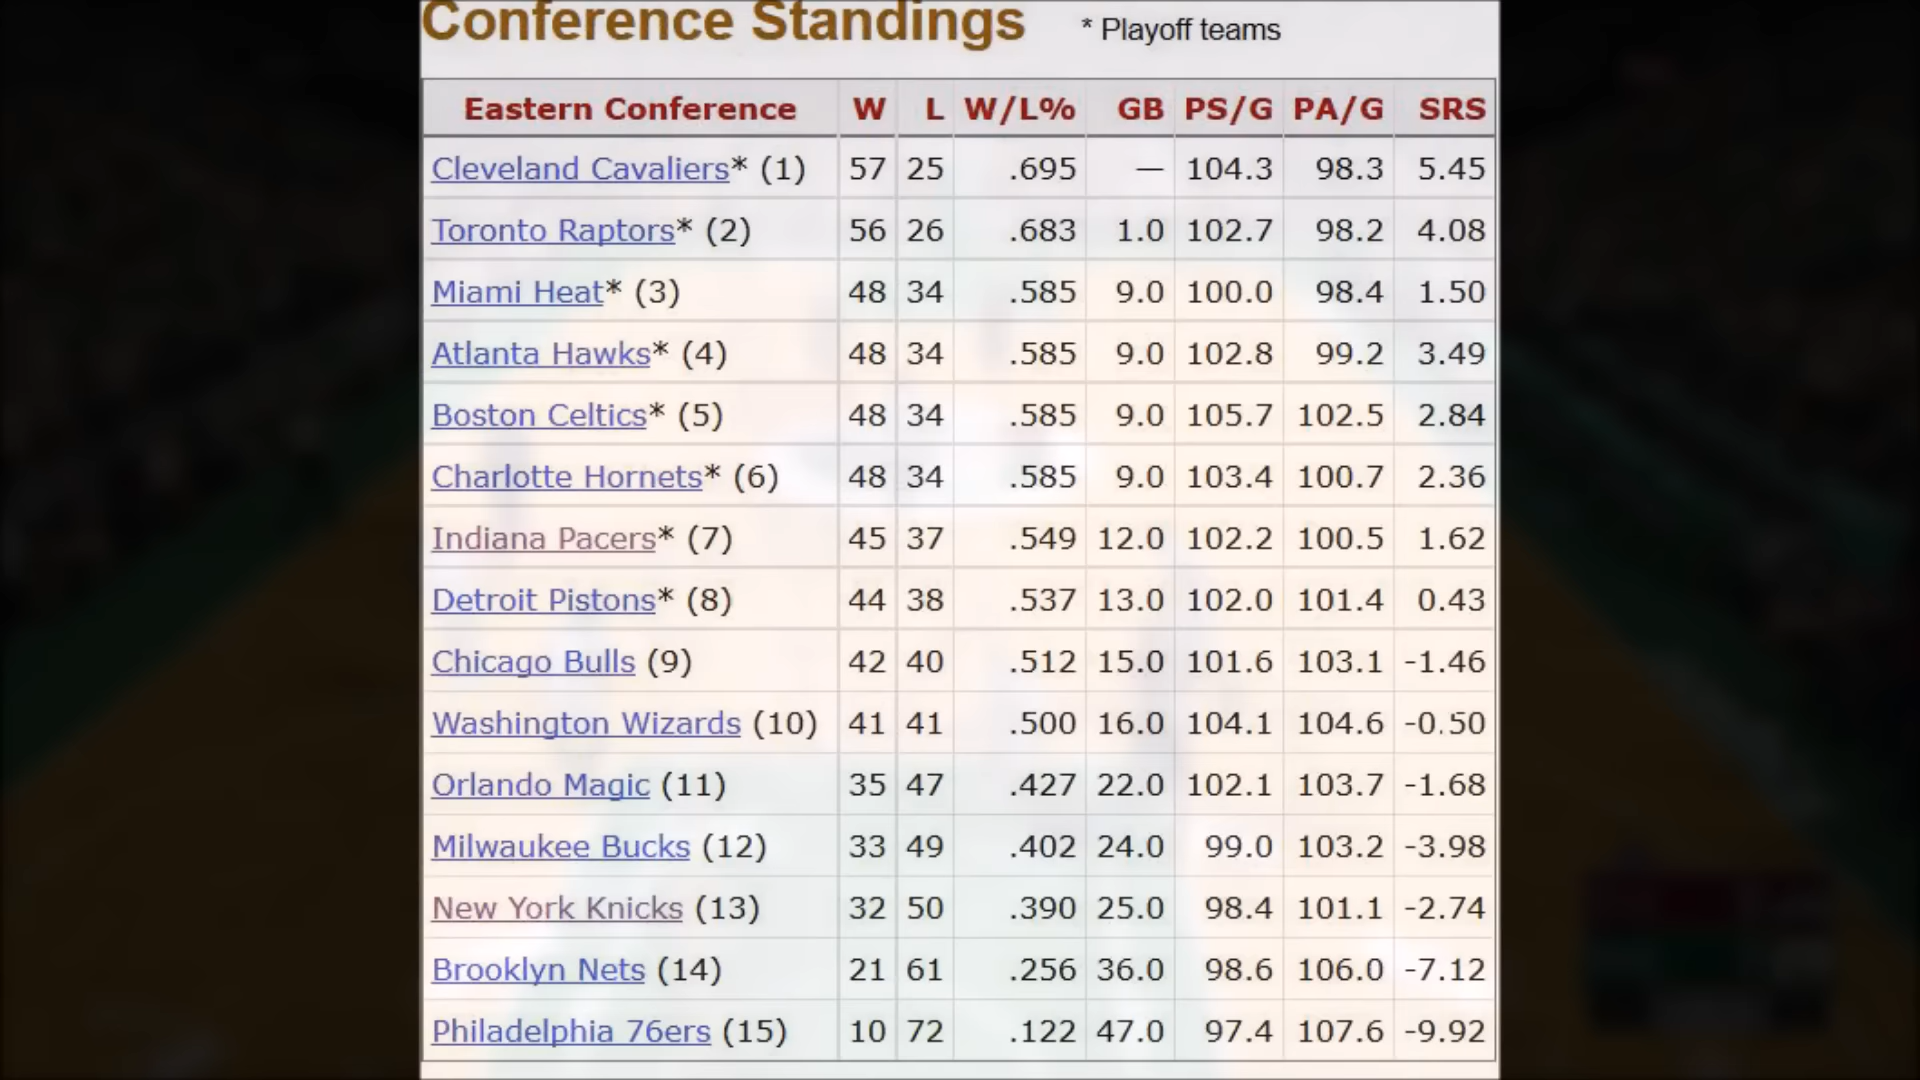 Conference Standings * Playoff teams
Eastern Conference W L W/L% GB PS/G PA/G SRS
Cleveland Cavaliers* (1) 57 25 .695 — 104.3 98.3 5.45
Toronto Raptors* (2) 56 26 .683 1.0 102.7 98.2 4.08
Miami Heat* (3) 48 34 .585 9.0 100.0 98.4 1.50
Atlanta Hawks* (4) 48 34 .585 9.0 102.8 99.2 3.49
Boston Celtics* (5) 48 34 .585 9.0 105.7 102.5 2.84
Charlotte Hornets* (6) 48 34 .585 9.0 103.4 100.7 2.36
Indiana Pacers* (7) 45 37 .549 12.0 102.2 100.5 1.62
Detroit Pistons* (8) 44 38 .537 13.0 102.0 101.4 0.43
Chicago Bulls (9) 42 40 .512 15.0 101.6 103.1 -1.46
Washington Wizards (10) 41 41 .500 16.0 104.1 104.6 -0.50
Orlando Magic (11) 35 47 .427 22.0 102.1 103.7 -1.68
Milwaukee Bucks (12) 33 49 .402 24.0 99.0 103.2 -3.98
New York Knicks (13) 32 50 .390 25.0 98.4 101.1 -2.74
Brooklyn Nets (14) 21 61 .256 36.0 98.6 106.0 -7.12
Philadelphia 76ers (15) 10 72 .122 47.0 97.4 107.6 -9.92